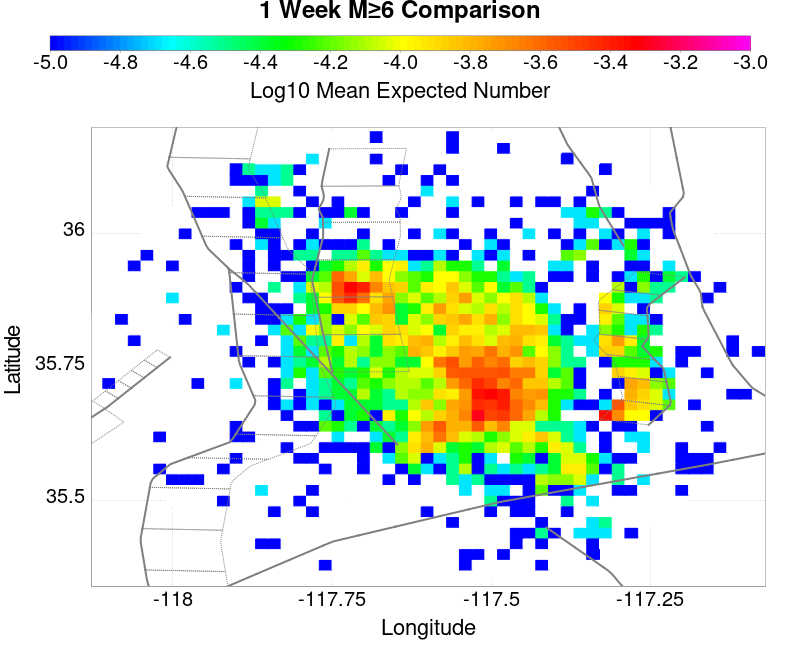 1 Week M≥6 Comparison
-5.0 -4.8 -4.6 -4.4 -4.2 -4.0 -3.8 -3.6 -3.4 -3.2 -3.0
Log10 Mean Expected Number
36
35.75
35.5
Latitude
-118 -117.75 -117.5 -117.25
Longitude